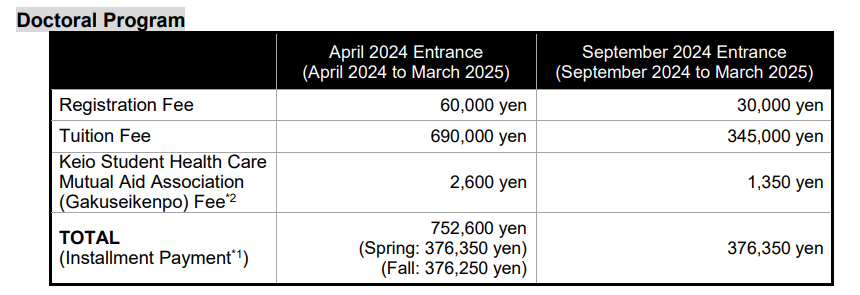 Doctoral Program
April 2024 Entrance
(April 2024 to March 2025)
September 2024 Entrance
(September 2024 to March 2025)
Registration Fee 60,000 yen 30,000 yen
Tuition Fee 690,000 yen 345,000 yen
Keio Student Health Care
Mutual Aid Association
(Gakuseikenpo) Fee*2
2,600 yen 1,350 yen
TOTAL
(Installment Payment*1)
752,600 yen
(Spring: 376,350 yen)
(Fall: 376,250 yen)
376,350 yen